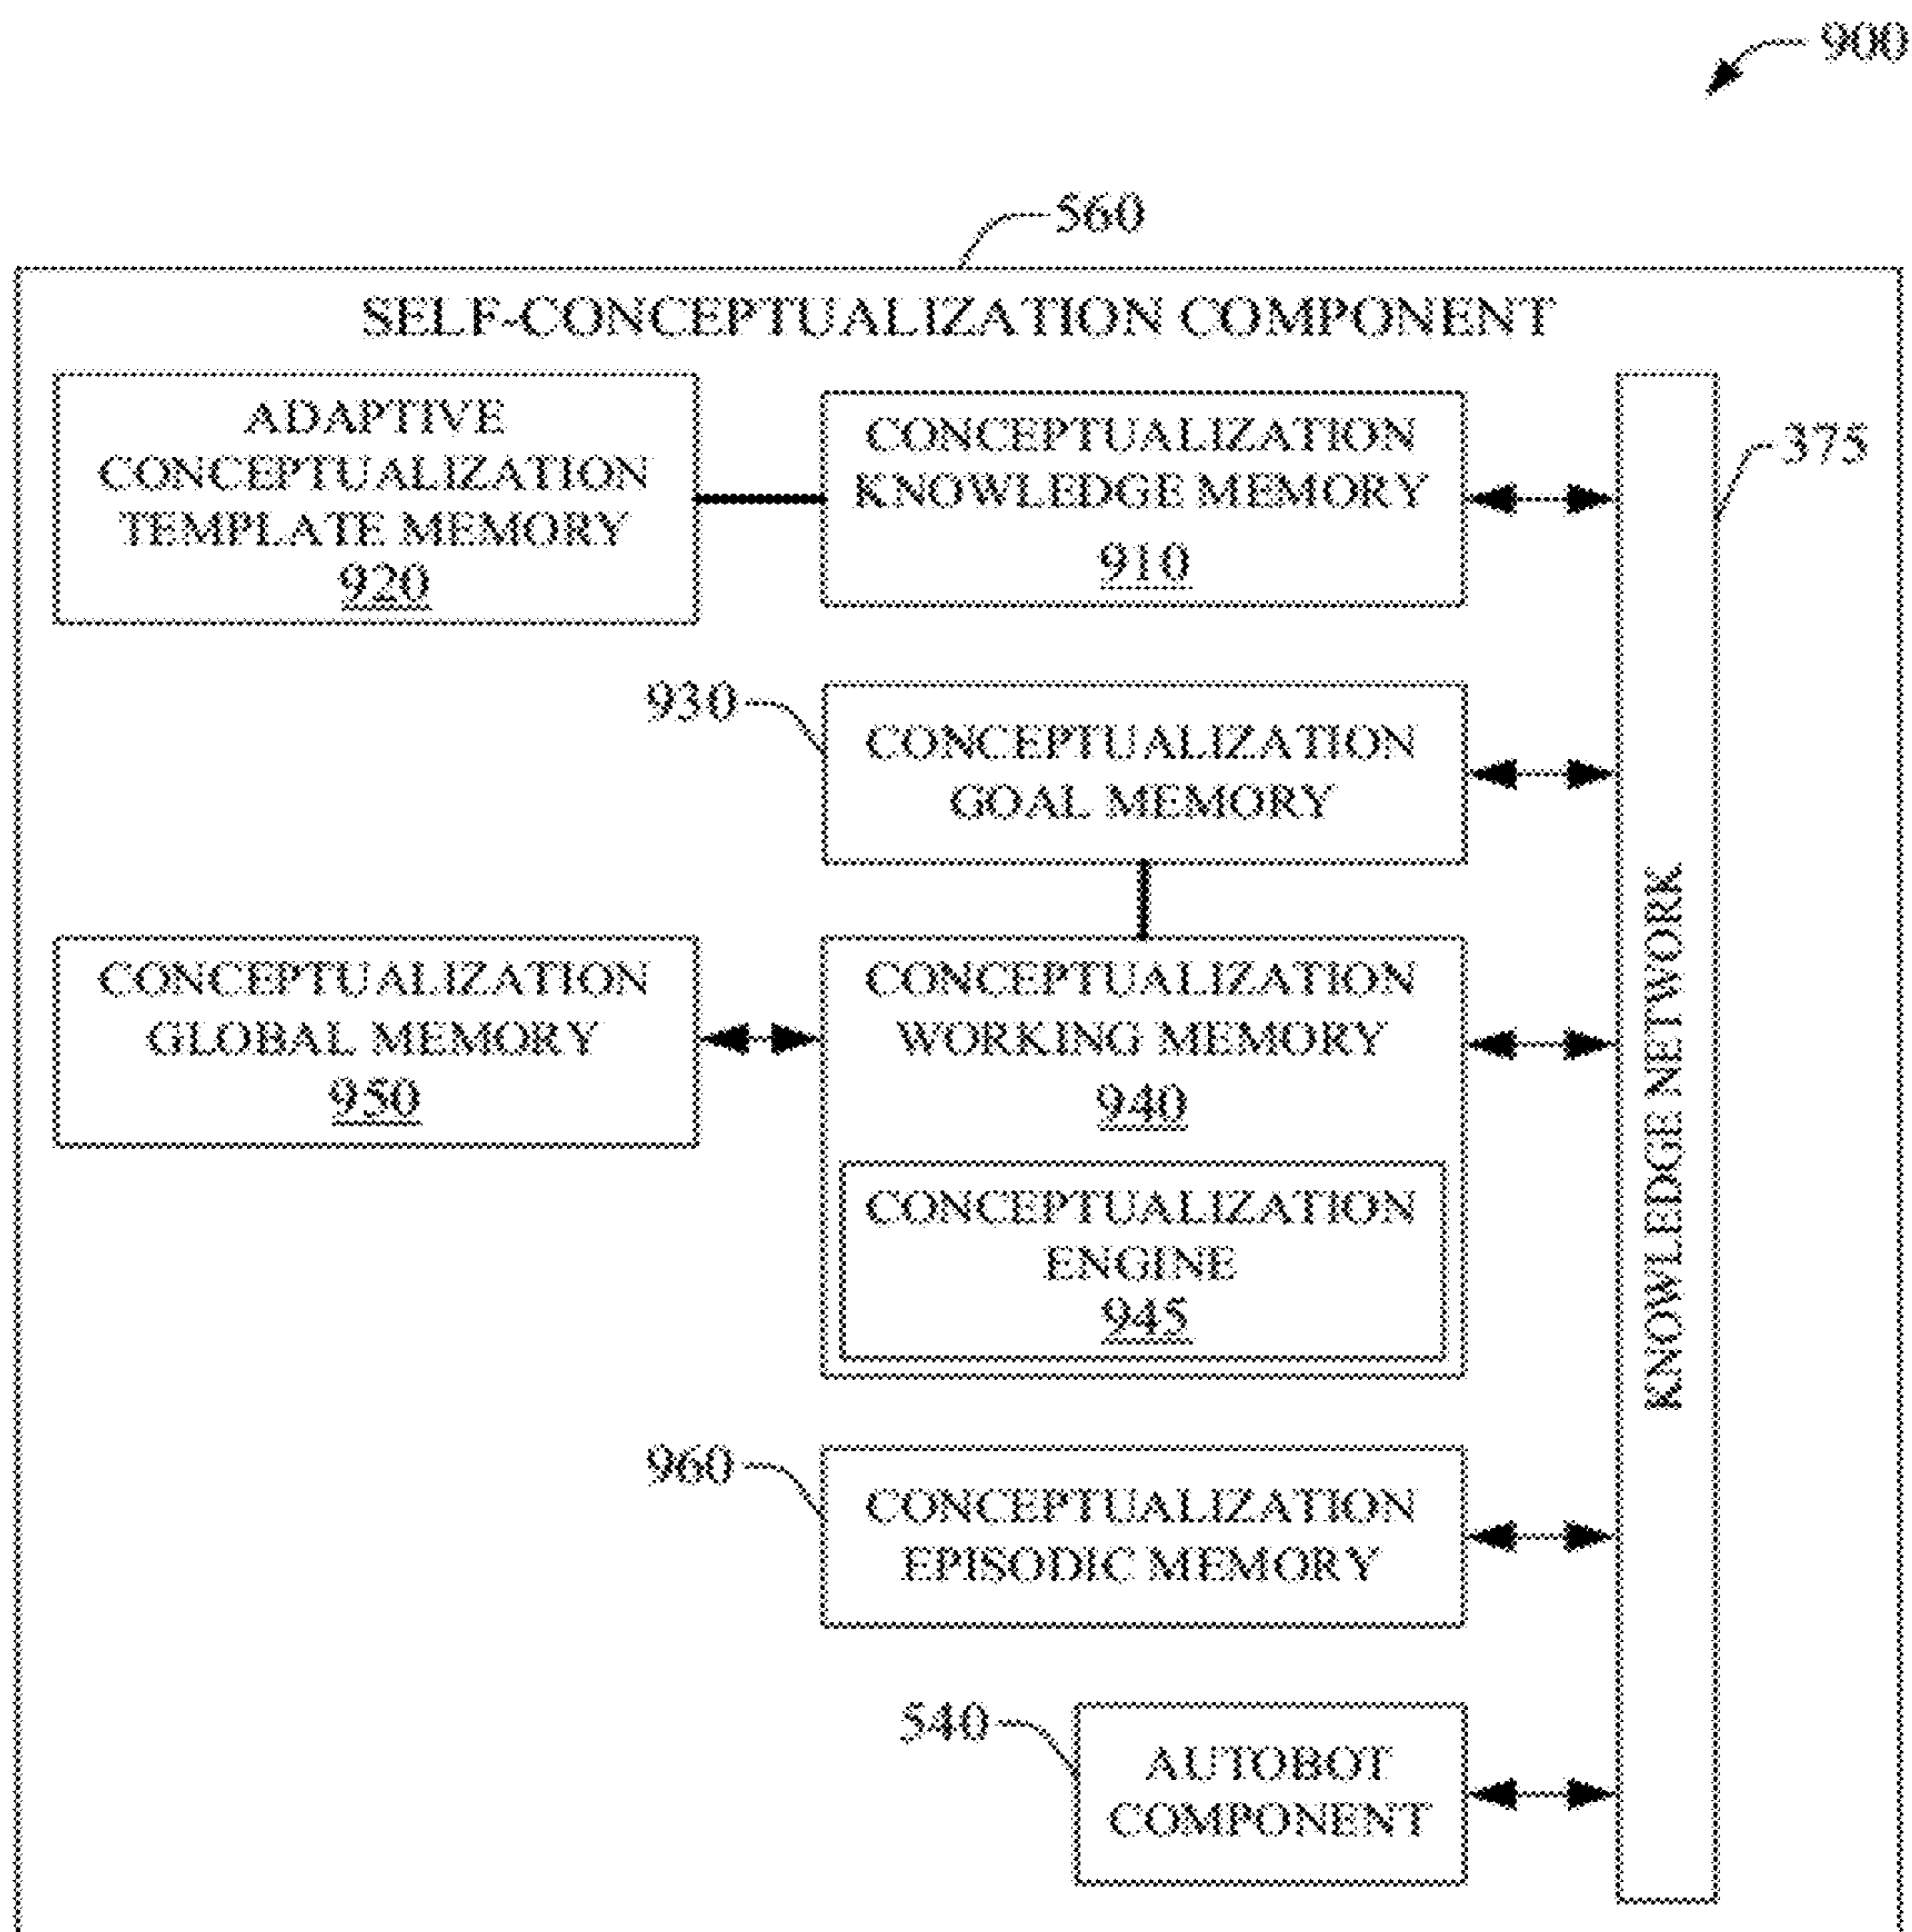 900
560
SELF-CONCEPTUALIZATION COMPONENT
ADAPTIVE
CONCEPTUALIZATION
TEMPLATE MEMORY
920
CONCEPTUALIZATION
KNOWLEDGE MEMORY
910
375
930
CONCEPTUALIZATION
GOAL MEMORY
CONCEPTUALIZATION
GLOBAL MEMORY
950
CONCEPTUALIZATION
WORKING MEMORY
940
CONCEPTUALIZATION
ENGINE
945
KNOWLEDGE NETWORK
960
CONCEPTUALIZATION
EPISODIC MEMORY
540
AUTOBOT
COMPONENT